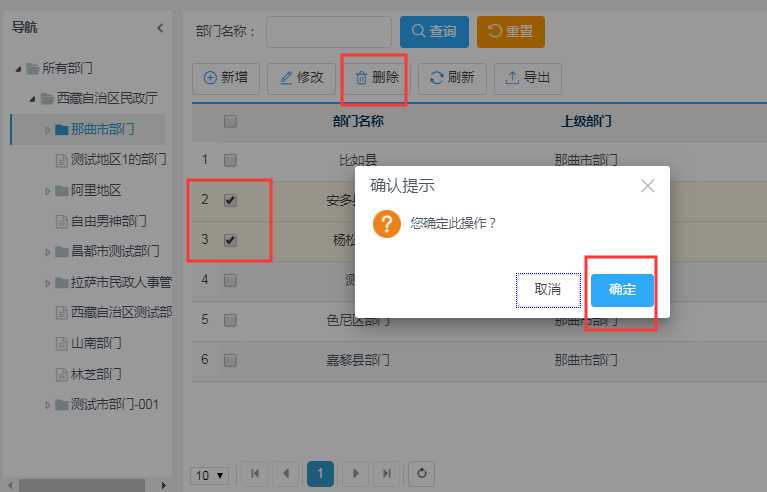 导航
所有部门
西藏自治区民政厅
那曲市部门
测试地区1的部门
阿里地区
自由男神部门
昌都市测试部门
拉萨市民政人事管
西藏自治区测试部
山南部门
林芝部门
测试市部门-001
部门名称：
查询
重置
新增 修改 删除 刷新 导出
部门名称 上级部门
1 比如县 那曲市部门
2 安多县
3 杨松
4 测
5 色尼区部门 那曲市部门
6 嘉黎县部门 那曲市部门
确认提示
您确定此操作？
取消 确定
10 1